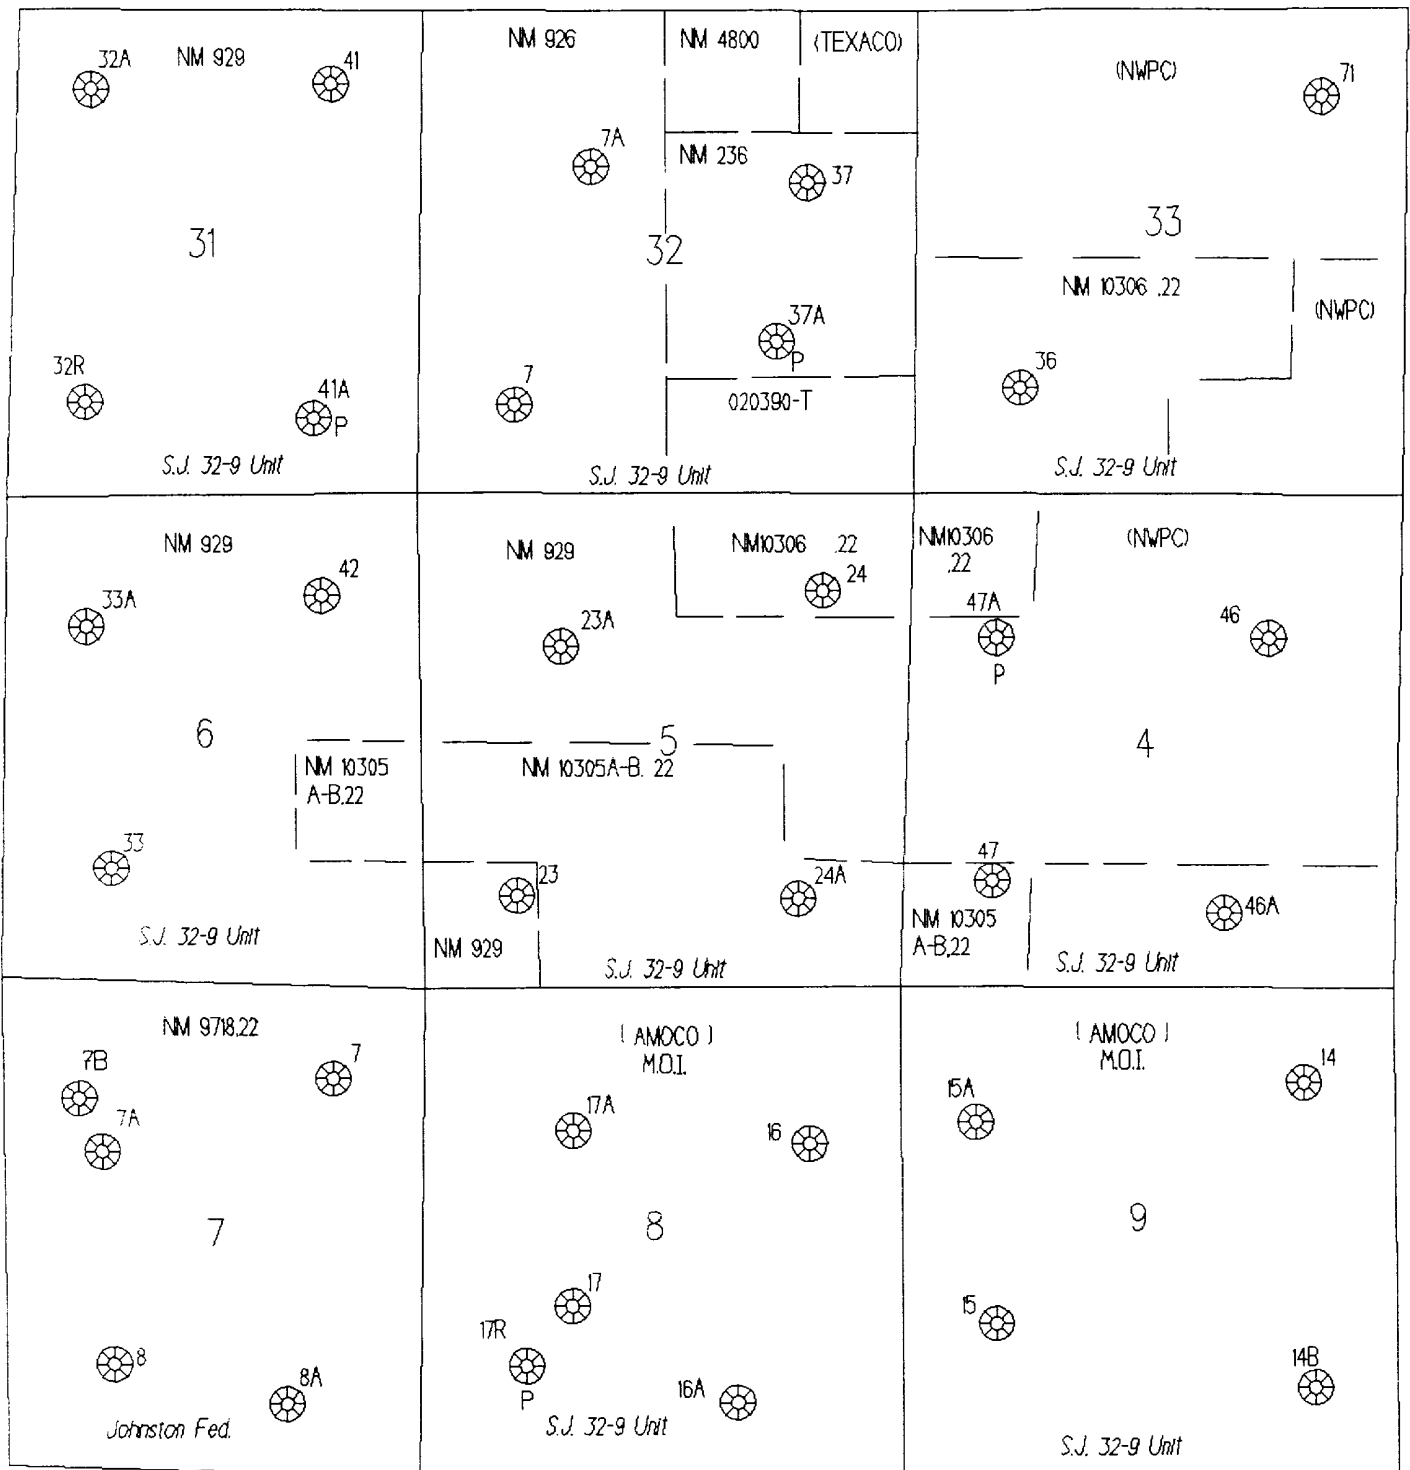 32A
NM 929
41
31
32R
41A
P
S.J. 32-9 Unit
NM 926
NM 4800
(TEXACO)
7A
NM 236
37
32
37A
P
7
020390-T
S.J. 32-9 Unit
(NWPC)
71
33
NM 10306 .22
(NWPC)
36
S.J. 32-9 Unit
NM 929
42
33A
6
NM 10305
A-B.22
33
S.J. 32-9 Unit
NM 929
NM10306 .22
24
23A
5
NM 10305A-B. 22
23
24A
NM 929
S.J. 32-9 Unit
NM10306
.22
(NWPC)
47A
P
46
4
47
NM 10305
A-B.22
46A
S.J. 32-9 Unit
NM 9718.22
7B
7
7A
7
8
8A
Johnston Fed.
( AMOCO )
M.O.I.
17A
16
8
17
17R
P
16A
S.J. 32-9 Unit
( AMOCO )
M.O.I.
14
15A
9
15
14B
S.J. 32-9 Unit